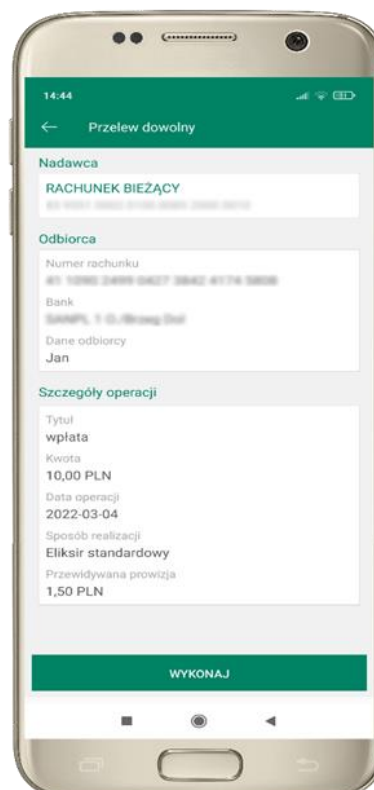 14:44
Przelew dowolny
Nadawca
RACHUNEK BIEŻĄCY
Odbiorca
Numer rachunku
Bank
Dane odbiorcy
Jan
Szczegóły operacji
Tytuł
wpłata
Kwota
10,00 PLN
Data operacji
2022-03-04
Sposób realizacji
Eliksir standardowy
Przewidywana prowizja
1,50 PLN
WYKONAJ